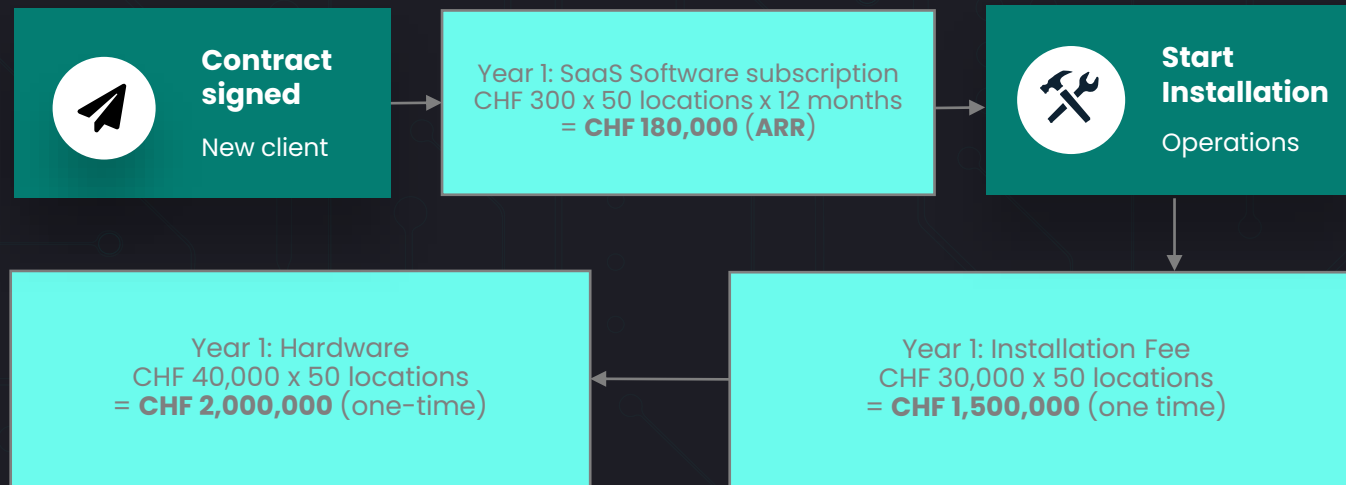 Contract
signed
New client
Year 1: SaaS Software subscription
CHF 300 x 50 locations x 12 months
= CHF 180,000 (ARR)
Start
Installation
Operations
Year 1: Hardware
CHF 40,000 x 50 locations
= CHF 2,000,000 (one-time)
Year 1: Installation Fee
CHF 30,000 x 50 locations
= CHF 1,500,000 (one time)